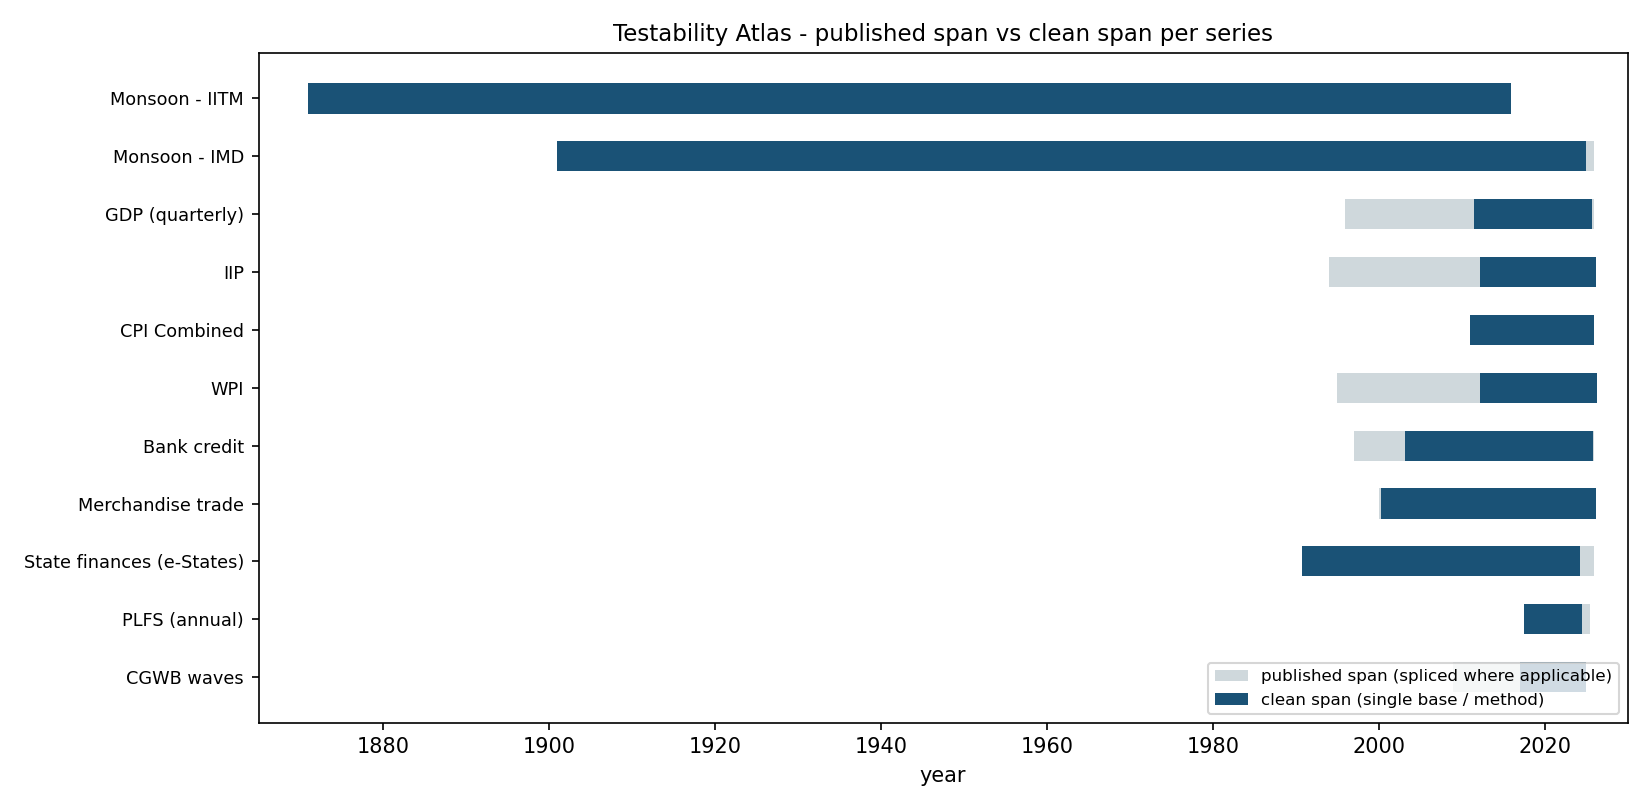 Testability Atlas - published span vs clean span per series
Monsoon - IITM
Monsoon - IMD
GDP (quarterly)
IIP
CPI Combined
WPI
Bank credit
Merchandise trade
State finances (e-States)
PLFS (annual)
CGWB waves
published span (spliced where applicable)
clean span (single base / method)
1880 1900 1920 1940 1960 1980 2000 2020
year